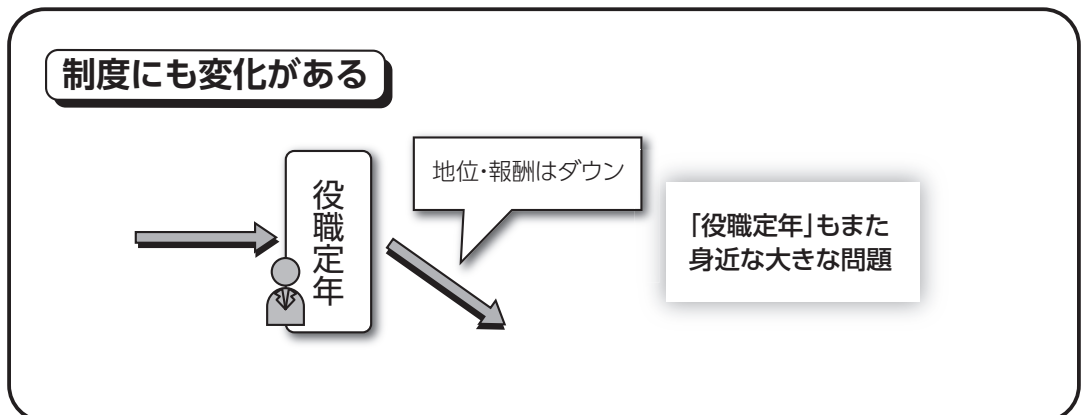 制度にも変化がある
役職定年
地位・報酬はダウン
「役職定年」もまた
身近な大きな問題